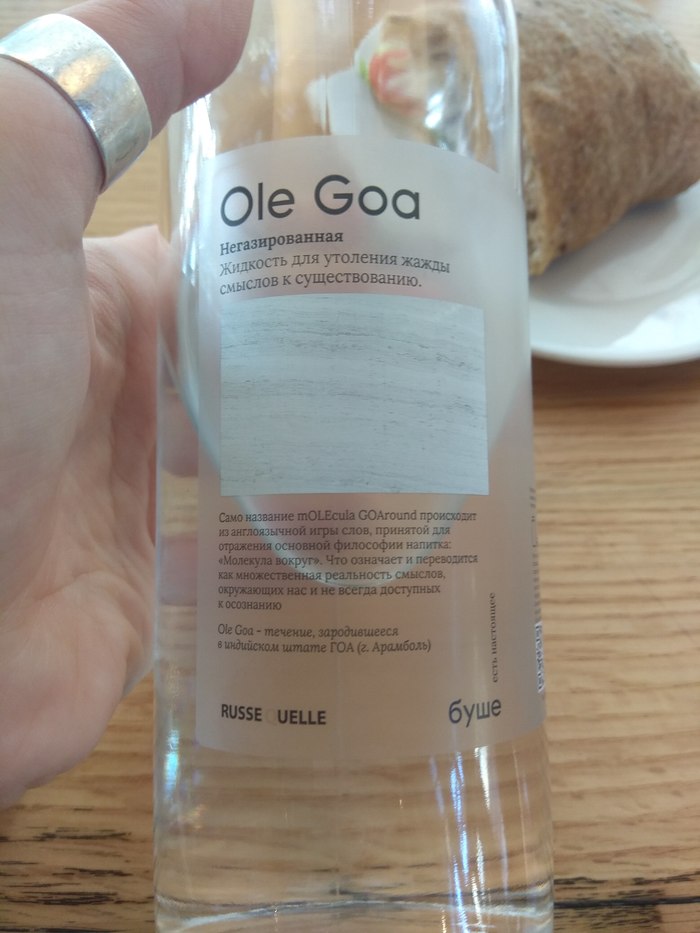 Ole Goa
Негазированная
Жидкость для утоления жажды
смыслов к существованию.
Само название mOLEcula GOAround происходит
из англоязычной игры слов, принятой для
отражения основной философии напитка:
«Молекула вокруг». Что означает и переводится
как множественная реальность смыслов,
окружающих нас и не всегда доступных
к осознанию
Ole Goa - течение, зародившееся
в индийском штате ГОА (г. Арамболь)
есть настоящее
RUSSEQUELLE
буше